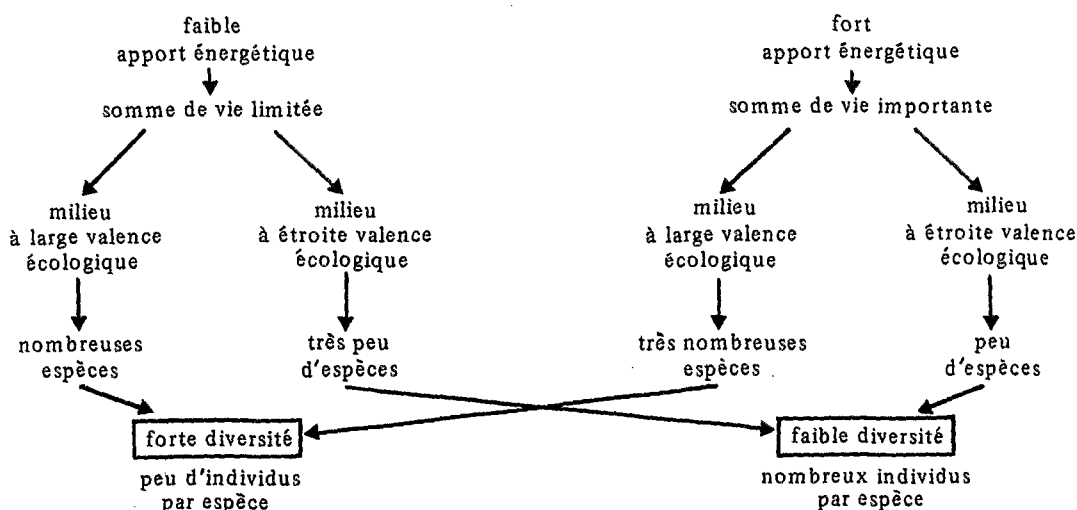 faible
apport énergétique
somme de vie limitée
milieu
à large valence
écologique
milieu
à étroite valence
écologique
nombreuses
espèces
très peu
d'espèces
forte diversité
peu d'individus
par espèce
fort
apport énergétique
somme de vie importante
milieu
à large valence
écologique
milieu
à étroite valence
écologique
très nombreuses
espèces
peu
d'espèces
faible diversité
nombreux individus
par espèce